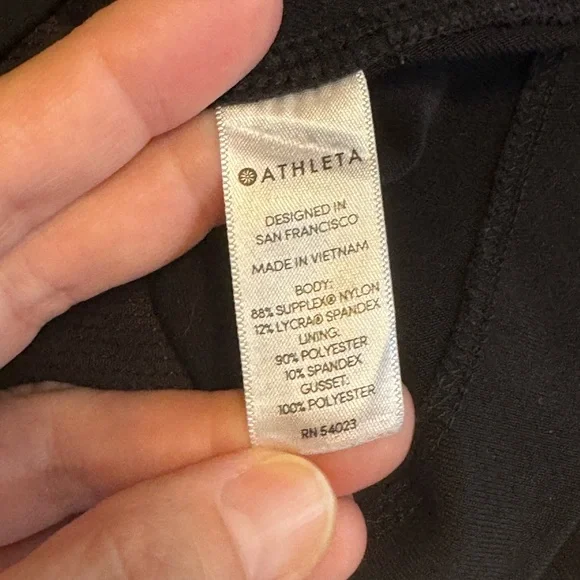 ATHLETA
DESIGNED IN
SAN FRANCISCO
MADE IN VIETNAM
BODY:
88% SUPPLEX® NYLON
12% LYCRA® SPANDEX
LINING:
90% POLYESTER
10% SPANDEX
GUSSET:
100% POLYESTER
RN 54023